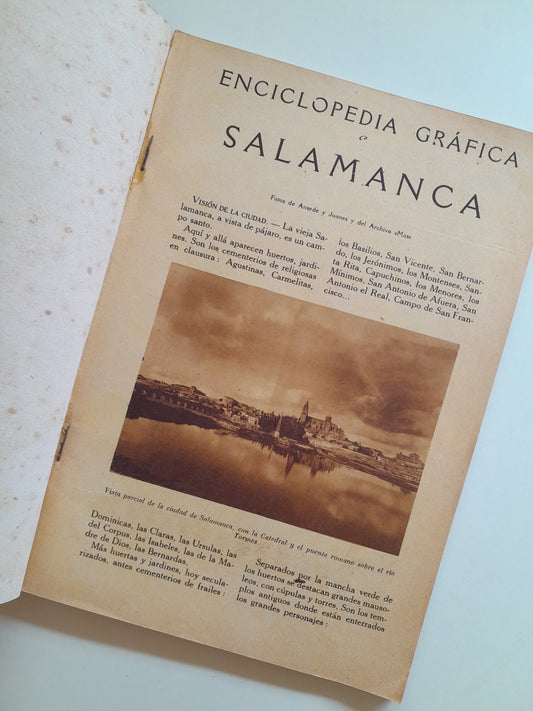 ENCICLOPEDIA GRÁFICA
SALAMANCA
Fotos de Ansede y Juanes y del Archivo «Mas»
VISIÓN DE LA CIUDAD. — La vieja Sa-
lamanca, a vista de pájaro, es un cam-
po santo.
Aquí y allá aparecen huertos, jardi-
nes. Son los cementerios de religiosas
en clausura : Agustinas, Carmelitas,
Dominicas, las Claras, las Ursulas, las
del Corpus, las Isabeles, las de la Ma-
dre de Dios, las Bernardas.
Más huertas y jardines, hoy secula-
rizados, antes cementerios de frailes :
los Basilios, San Vicente, San Bernar-
do, los Jerónimos, los Montenses, San-
ta Rita, Capuchinos, los Menores, los
Mínimos, San Antonio de Afuera, San
Antonio el Real, Campo de San Fran-
cisco...
Separados por la mancha verde de
los huertos se destacan grandes mauso-
leos, con cúpulas y torres. Son los tem-
plos antiguos donde están enterrados
los grandes personajes :
Vista parcial de la ciudad de Salamanca, con la Catedral y el puente romano sobre el río
Tormes